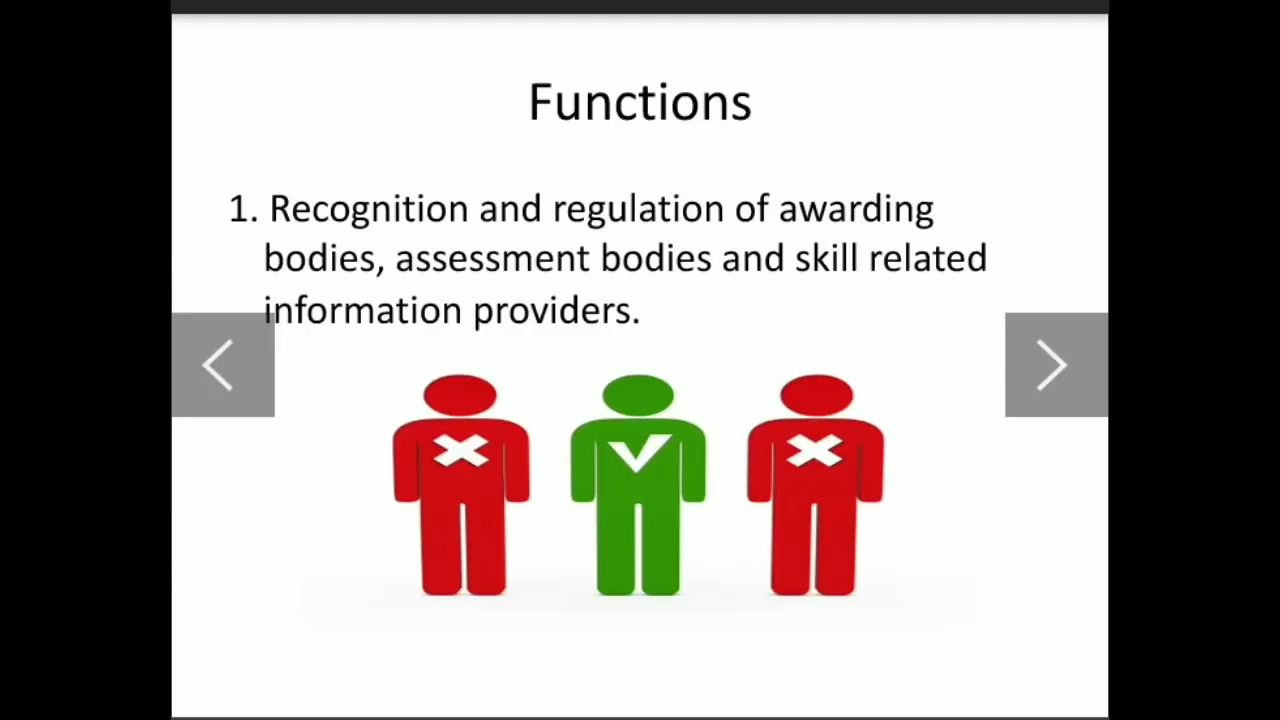 Functions
1. Recognition and regulation of awarding
bodies, assessment bodies and skill related
information providers.